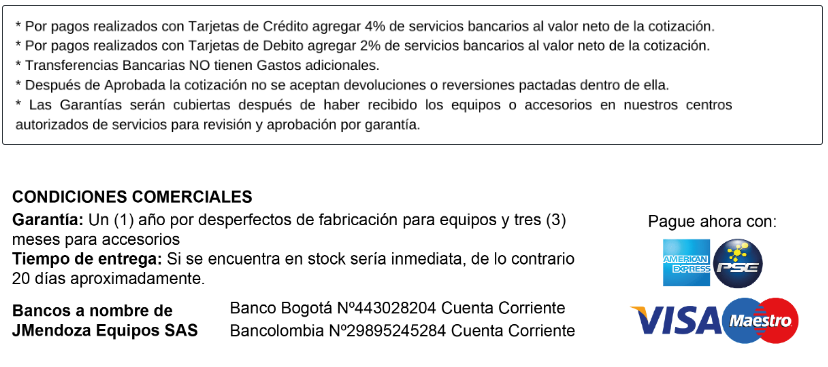 * Por pagos realizados con Tarjetas de Crédito agregar 4% de servicios bancarios al valor neto de la cotización.
* Por pagos realizados con Tarjetas de Debito agregar 2% de servicios bancarios al valor neto de la cotización.
* Transferencias Bancarias NO tienen Gastos adicionales.
* Después de Aprobada la cotización no se aceptan devoluciones o reversiones pactadas dentro de ella.
* Las Garantías serán cubiertas después de haber recibido los equipos o accesorios en nuestros centros
autorizados de servicios para revisión y aprobación por garantía.
CONDICIONES COMERCIALES
Garantía: Un (1) año por desperfectos de fabricación para equipos y tres (3)
meses para accesorios
Tiempo de entrega: Si se encuentra en stock sería inmediata, de lo contrario
20 días aproximadamente.
Bancos a nombre de
JMendoza Equipos SAS
Banco Bogotá Nº443028204 Cuenta Corriente
Bancolombia Nº29895245284 Cuenta Corriente
Pague ahora con:
AMERICAN
EXPRESS
PSE
VISA
Maestro